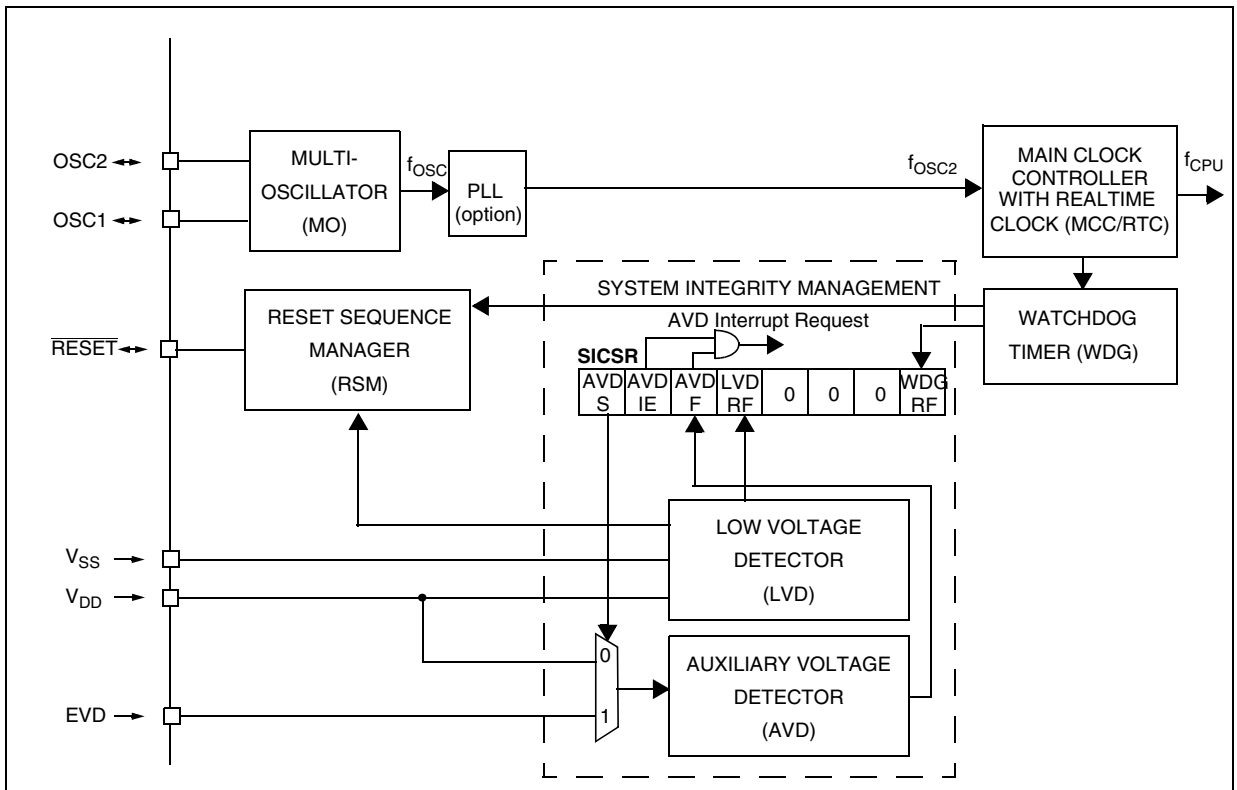 OSC2
OSC1
MULTI-
OSCILLATOR
(MO)
fOSC
PLL
(option)
fOSC2
MAIN CLOCK
CONTROLLER
WITH REALTIME
CLOCK (MCC/RTC)
fCPU
SYSTEM INTEGRITY MANAGEMENT
RESET
RESET SEQUENCE
MANAGER
(RSM)
AVD Interrupt Request
WATCHDOG
TIMER (WDG)
SICSR
AVD AVD AVD LVD 0 0 0 WDG
S IE F RF RF
LOW VOLTAGE
DETECTOR
(LVD)
VSS
VDD
0
1
AUXILIARY VOLTAGE
DETECTOR
(AVD)
EVD